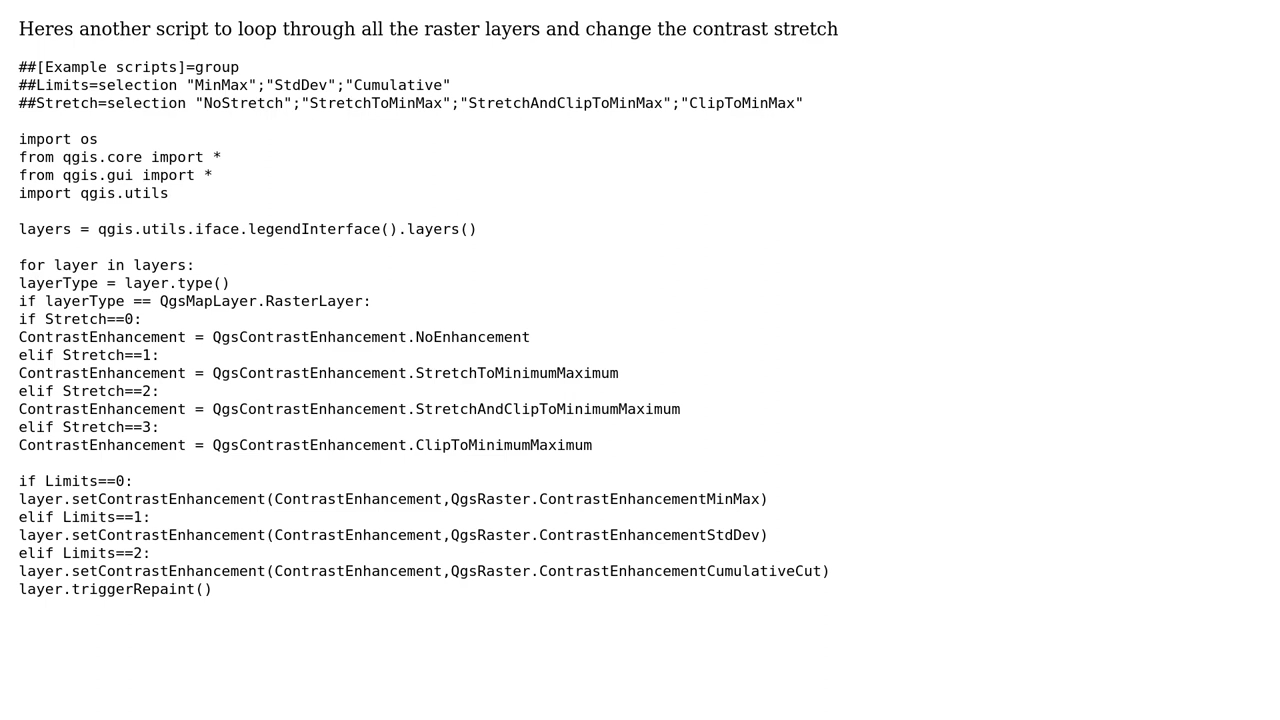 Heres another script to loop through all the raster layers and change the contrast stretch
##[Example scripts]=group
##Limits=selection "MinMax";"StdDev";"Cumulative"
##Stretch=selection "NoStretch";"StretchToMinMax";"StretchAndClipToMinMax";"ClipToMinMax"
import os
from qgis.core import *
from qgis.gui import *
import qgis.utils
layers = qgis.utils.iface.legendInterface().layers()
for layer in layers:
layerType = layer.type()
if layerType == QgsMapLayer.RasterLayer:
if Stretch==0:
ContrastEnhancement = QgsContrastEnhancement.NoEnhancement
elif Stretch==1:
ContrastEnhancement = QgsContrastEnhancement.StretchToMinimumMaximum
elif Stretch==2:
ContrastEnhancement = QgsContrastEnhancement.StretchAndClipToMinimumMaximum
elif Stretch==3:
ContrastEnhancement = QgsContrastEnhancement.ClipToMinimumMaximum
if Limits==0:
layer.setContrastEnhancement(ContrastEnhancement,QgsRaster.ContrastEnhancementMinMax)
elif Limits==1:
layer.setContrastEnhancement(ContrastEnhancement,QgsRaster.ContrastEnhancementStdDev)
elif Limits==2:
layer.setContrastEnhancement(ContrastEnhancement,QgsRaster.ContrastEnhancementCumulativeCut)
layer.triggerRepaint()